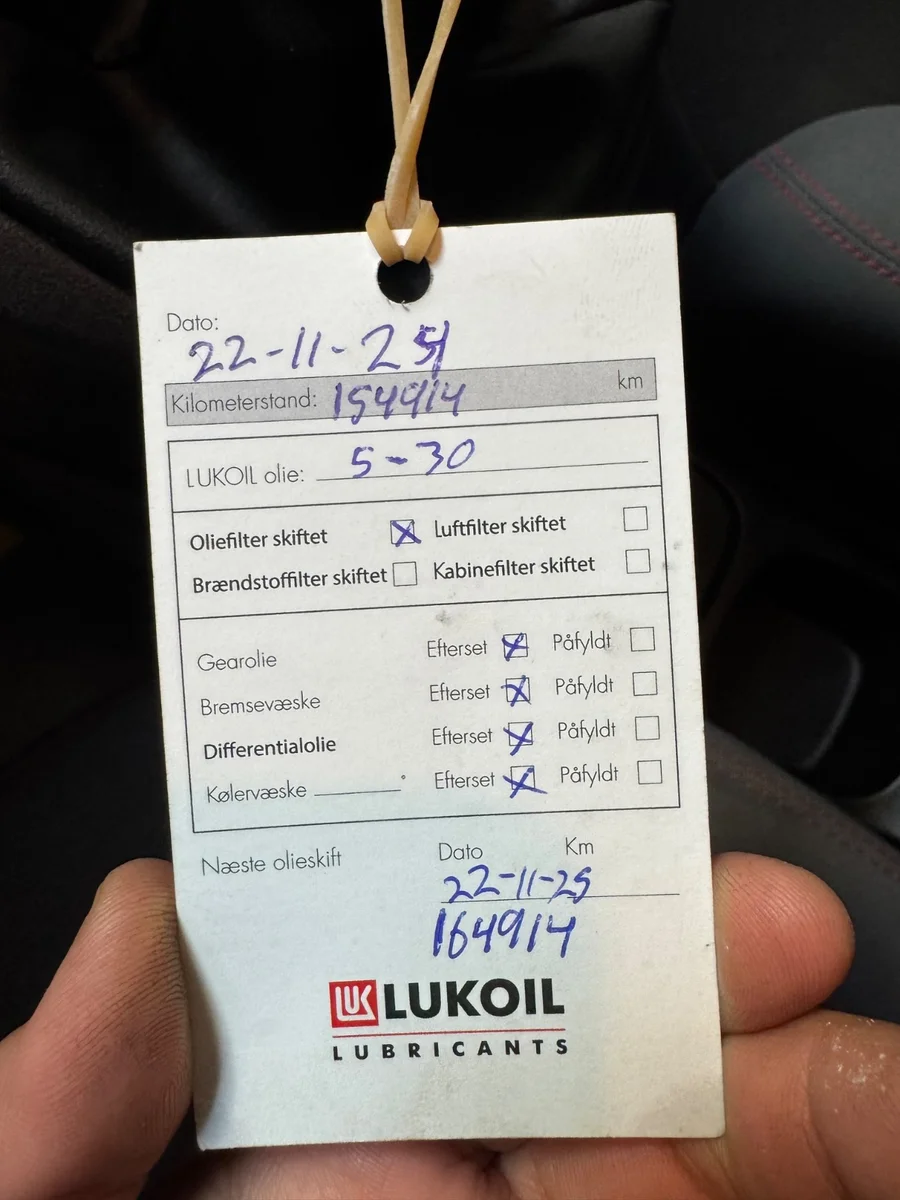 Dato:
22-11-24
Kilometerstand: 154914 km
LUKOIL olie: 5-30
Oliefilter skiftet Luftfilter skiftet
Brændstoffilter skiftet Kabinefilter skiftet
Gearolie Efterset Påfyldt
Bremsevæske Efterset Påfyldt
Differentialolie Efterset Påfyldt
Kølervæske ° Efterset Påfyldt
Næste olieskift Dato Km
22-11-25
164914
LUK LUKOIL
LUBRICANTS